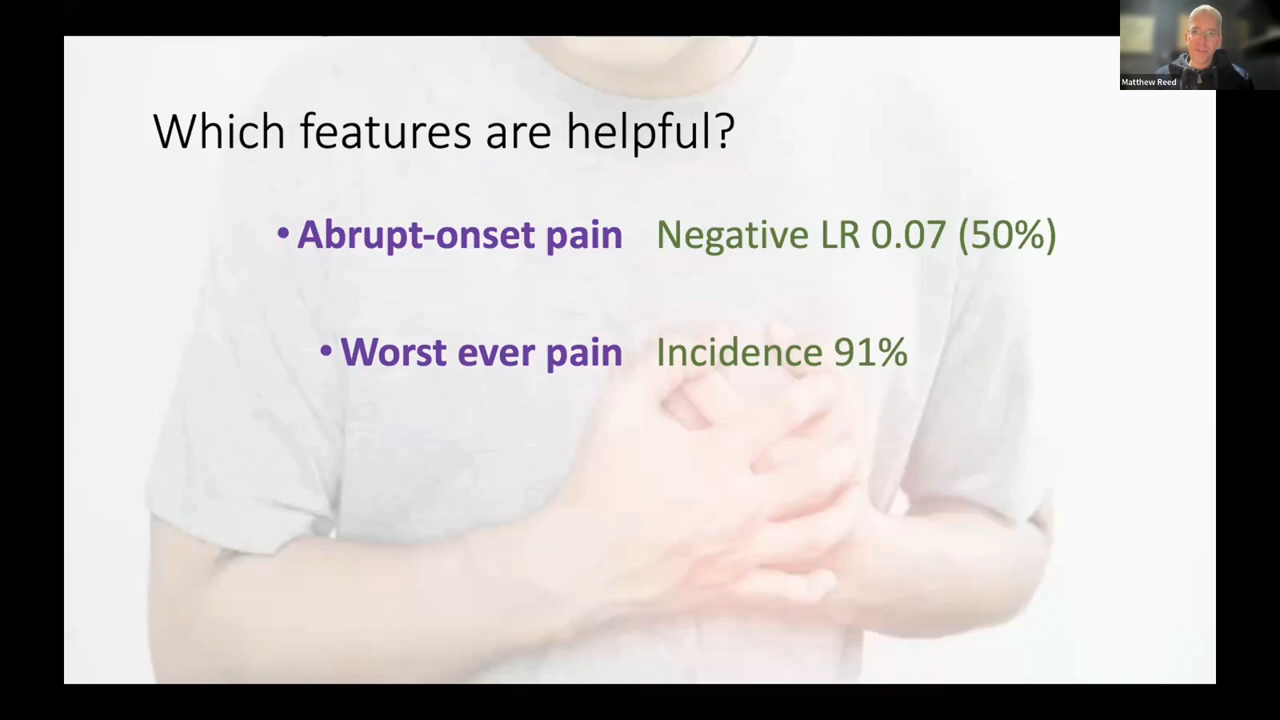 Matthew Reed
Which features are helpful?
• Abrupt-onset pain Negative LR 0.07 (50%)
• Worst ever pain Incidence 91%